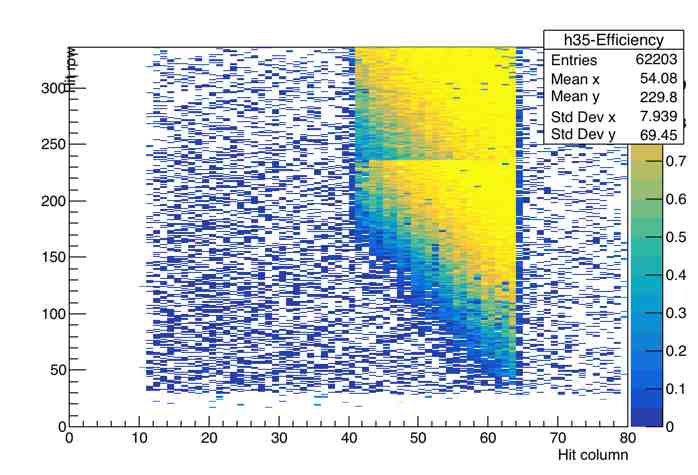 h35-Efficiency
Entries 62203
Mean x 54.08
Mean y 229.8
Std Dev x 7.939
Std Dev y 69.45
300
250
200
150
100
50
0
0 10 20 30 40 50 60 70 80
Hit column
0.7
0.6
0.5
0.4
0.3
0.2
0.1
0